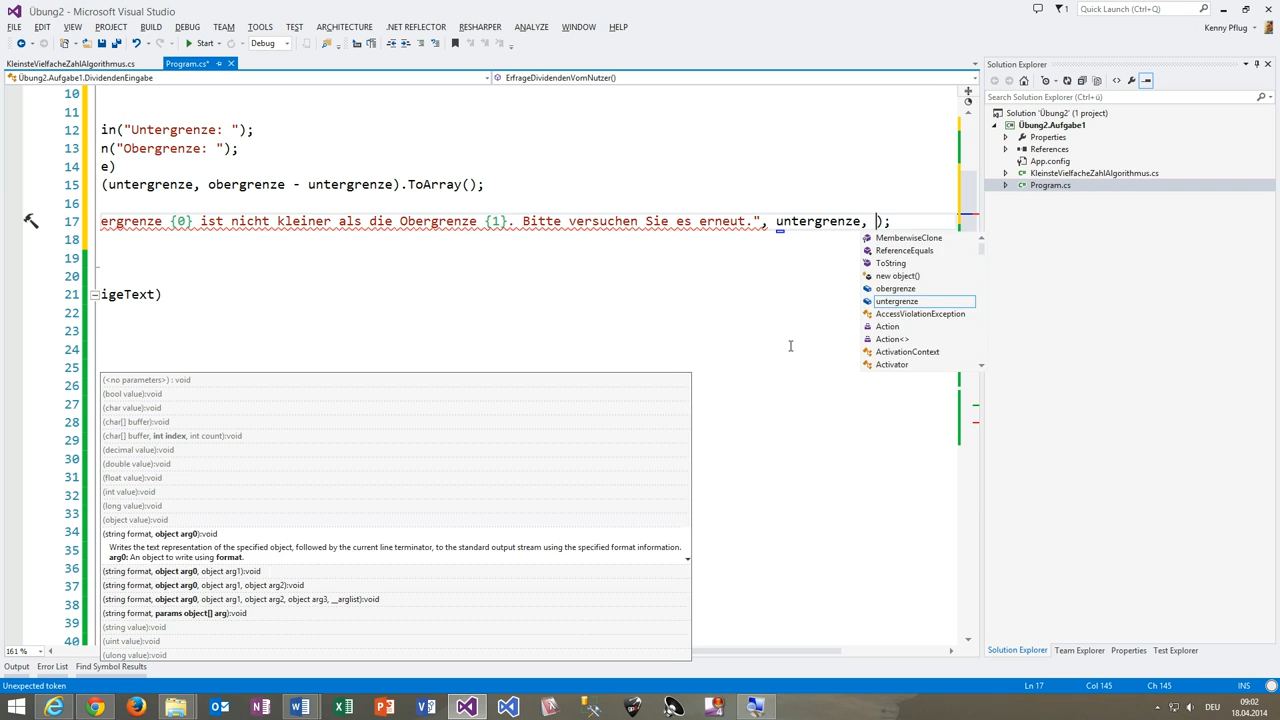 Übung2 - Microsoft Visual Studio
Quick Launch (Ctrl+Q)
1
FILE EDIT VIEW PROJECT BUILD DEBUG TEAM TOOLS TEST ARCHITECTURE .NET REFLECTOR RESHARPER ANALYZE WINDOW HELP
Kenny Pflug
Start Debug
KleinsteVielfacheZahlAlgorithmus.cs Program.cs*
Übung2.Aufgabe1.DividendenEingabe
ErfrageDividendenVomNutzer()
10
11
12 in("Untergrenze: ");
13 n("Obergrenze: ");
14 e)
15 (untergrenze, obergrenze - untergrenze).ToArray();
16
17 ergrenze {0} ist nicht kleiner als die Obergrenze {1}. Bitte versuchen Sie es erneut.", untergrenze, );
18
19
20
21 igeText)
22
23
24
25
26
27
28
29
30
31
32
33
34
35
36
37
38
39
40
MemberwiseClone
ReferenceEquals
ToString
new object()
obergrenze
untergrenze
AccessViolationException
Action
Action<>
ActivationContext
Activator
(<no parameters>) : void
(bool value):void
(char value):void
(char[] buffer):void
(char[] buffer, int index, int count):void
(decimal value):void
(double value):void
(float value):void
(int value):void
(long value):void
(object value):void
(string format, object arg0):void
Writes the text representation of the specified object, followed by the current line terminator, to the standard output stream using the specified format information.
arg0: An object to write using format.
(string format, object arg0, object arg1):void
(string format, object arg0, object arg1, object arg2):void
(string format, object arg0, object arg1, object arg2, object arg3, __arglist):void
(string format, params object[] arg):void
(string value):void
(uint value):void
(ulong value):void
Solution Explorer
Search Solution Explorer (Ctrl+ü)
Solution 'Übung2' (1 project)
Übung2.Aufgabe1
Properties
References
App.config
KleinsteVielfacheZahlAlgorithmus.cs
Program.cs
161 %
Solution Explorer Team Explorer Properties Test Explorer
Output Error List Find Symbol Results
Unexpected token
Ln 17 Col 145 Ch 145 INS
DEU
09:02
18.04.2014